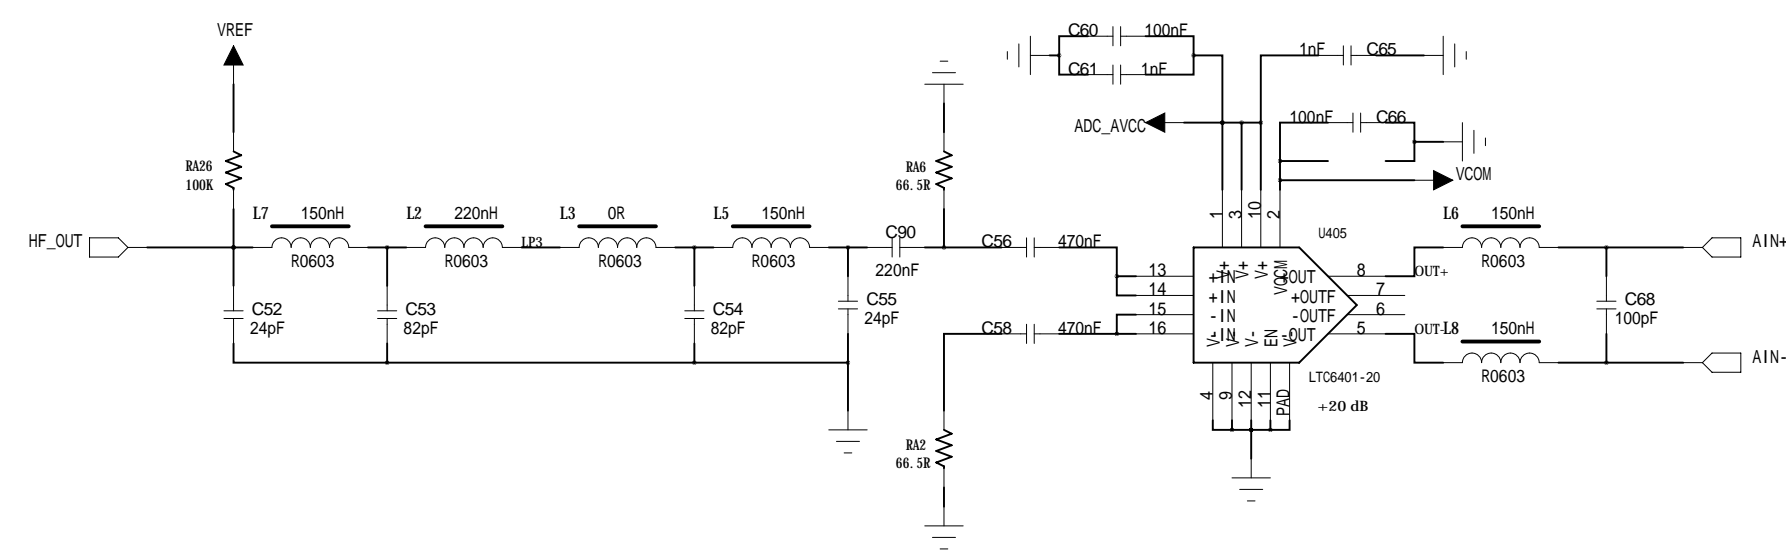 VREF
C60 100nF
C61 1nF
1nF C65
100nF C66
ADC_AVCC
VCOM
RA26
100K
RA6
66.5R
1 3 10 2
L7 150nH
L2 220nH
L3 0R
L5 150nH
L6 150nH
HF_OUT
LP3
C90
220nF
C56 470nF
U405
AIN+
R0603
R0603
R0603
R0603
R0603
C52
24pF
C53
82pF
C54
82pF
C55
24pF
13 +IN
14 +IN
15 -IN
16 -IN
V+ V+ V+ VOCM
+OUT 8 OUT+
+OUTF 7
-OUTF 6
-OUT 5 OUT-
V- V- V- EN V-
C58 470nF
L8 150nH
C68
100pF
AIN-
R0603
LTC6401-20
+20 dB
4 9 12 11 PAD
RA2
66.5R